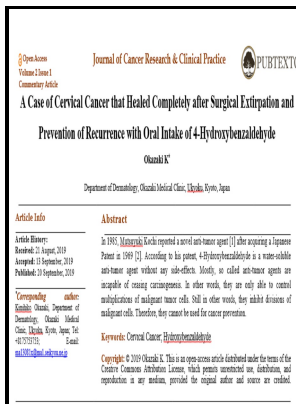 Open Access
Volume 2 Issue 1
Commentary Article
Journal of Cancer Research & Clinical Practice
PUBTEXTO
A Case of Cervical Cancer that Healed Completely after Surgical Extirpation and
Prevention of Recurrence with Oral Intake of 4-Hydroxybenzaldehyde
Okazaki K*
Department of Dermatology, Okazaki Medical Clinic, Ukyoku, Kyoto, Japan
Article Info
Article History:
Received: 21 August, 2019
Accepted: 13 September, 2019
Published: 20 September, 2019
*Corresponding author:
Okazaki, Department of
Dermatology, Okazaki Medical
Clinic, Ukyoku, Kyoto, Japan; Tel:
E-mail:
Abstract
In 1985, Mutsuyuki Kochi reported a novel anti-tumor agent [1] after acquiring a Japanese
Patent in 1969 [2]. According to his patent, 4-Hydroxybenzaldehyde is a water-soluble
anti-tumor agent without any side-effects. Mostly, so called anti-tumor agents are
incapable of ceasing carcinogenesis. In other words, they are only able to control
multiplications of malignant tumor cells. Still in other words, they inhibit divisions of
malignant cells. Therefore, they cannot be used for cancer prevention.
Keywords: Cervical Cancer; Hydroxybenzaldehyde
Copyright: © 2019 Okazaki K. This is an open-access article distributed under the terms of the
Creative Commons Attribution License, which permits unrestricted use, distribution, and
reproduction in any medium, provided the original author and source are credited.